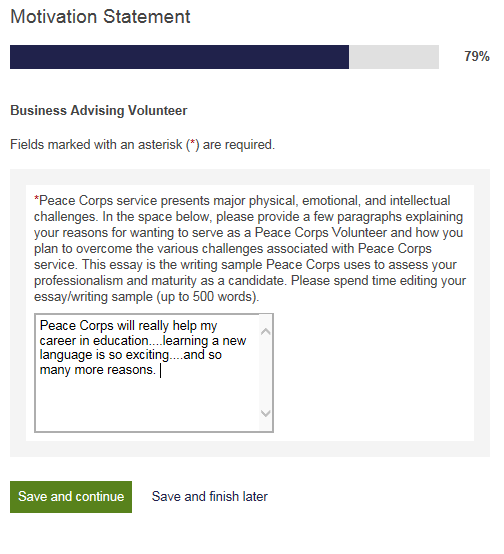 Motivation Statement
79%
Business Advising Volunteer
Fields marked with an asterisk (*) are required.
*Peace Corps service presents major physical, emotional, and intellectual
challenges. In the space below, please provide a few paragraphs explaining
your reasons for wanting to serve as a Peace Corps Volunteer and how you
plan to overcome the various challenges associated with Peace Corps
service. This essay is the writing sample Peace Corps uses to assess your
professionalism and maturity as a candidate. Please spend time editing your
essay/writing sample (up to 500 words).
Peace Corps will really help my
career in education....learning a new
language is so exciting....and so
many more reasons.
Save and continue Save and finish later